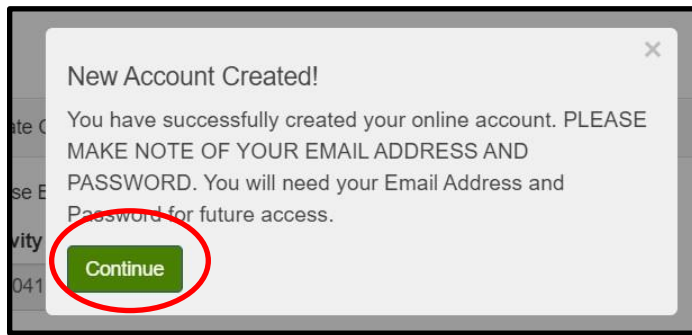 New Account Created!
You have successfully created your online account. PLEASE
MAKE NOTE OF YOUR EMAIL ADDRESS AND
PASSWORD. You will need your Email Address and
Password for future access.
Continue
041